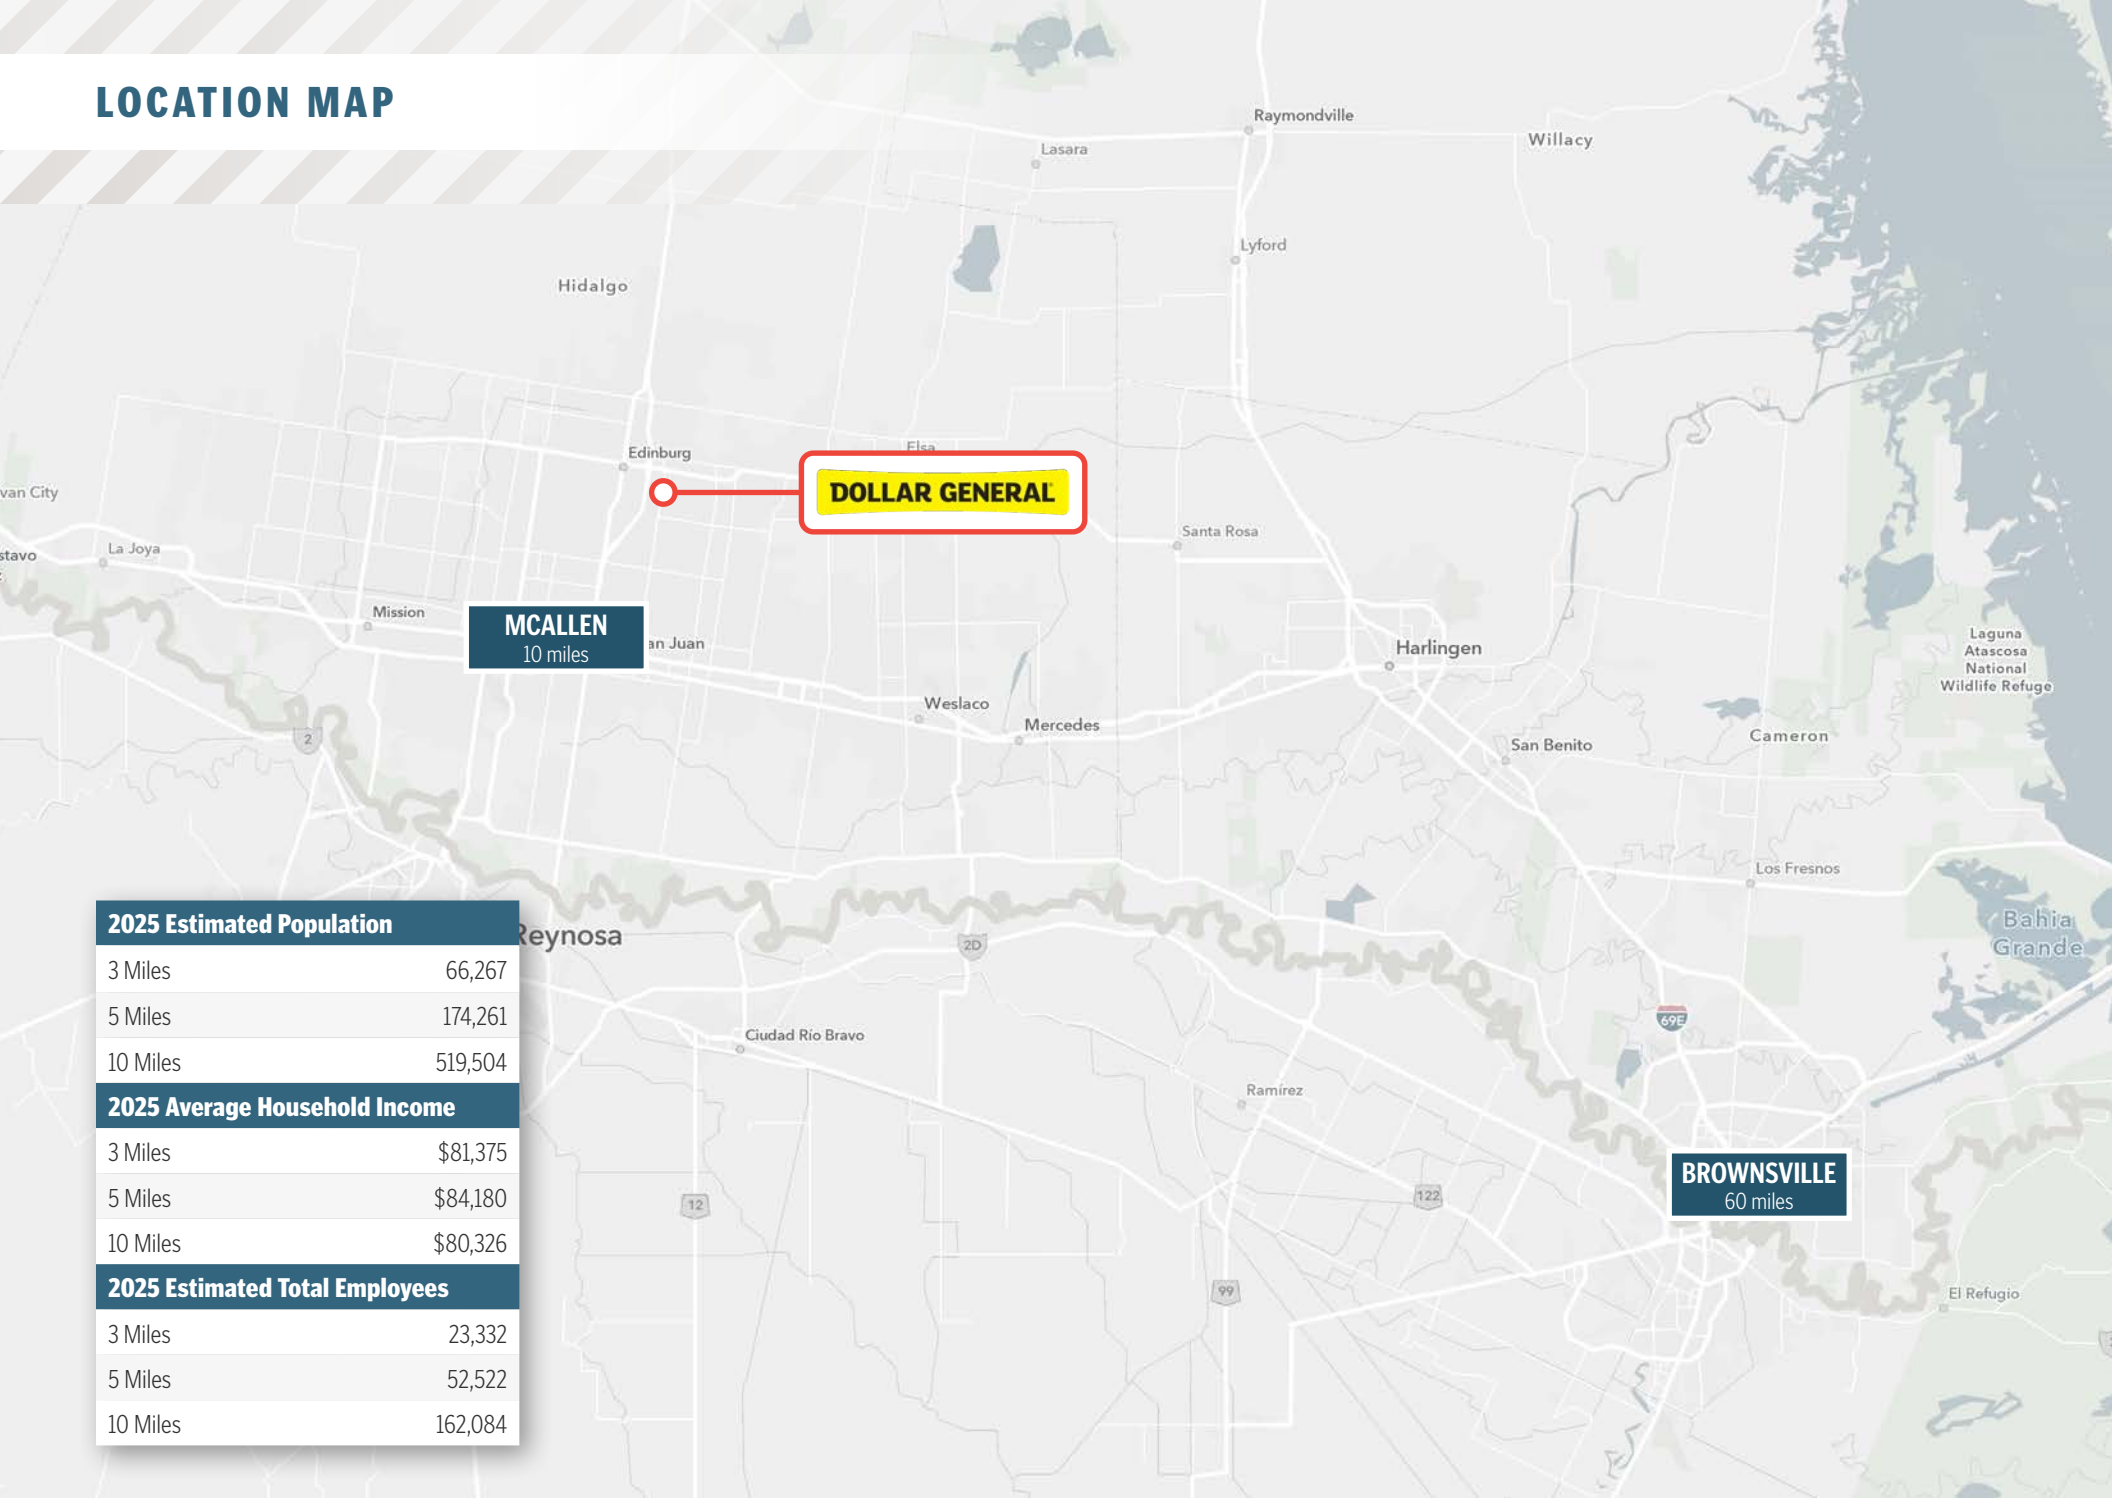 LOCATION MAP
Raymondville
Willacy
Lasara
Lyford
Hidalgo
Elsa
Edinburg
DOLLAR GENERAL
van City
Santa Rosa
La Joya
stavo
Mission
MCALLEN
10 miles
an Juan
Harlingen
Laguna
Atascosa
National
Wildlife Refuge
Weslaco
Mercedes
2
San Benito
Cameron
Los Fresnos
Bahia
Grande
Reynosa
2D
69E
Ciudad Río Bravo
Ramírez
12
122
BROWNSVILLE
60 miles
99
El Refugio
2025 Estimated Population
3 Miles 66,267
5 Miles 174,261
10 Miles 519,504
2025 Average Household Income
3 Miles $81,375
5 Miles $84,180
10 Miles $80,326
2025 Estimated Total Employees
3 Miles 23,332
5 Miles 52,522
10 Miles 162,084